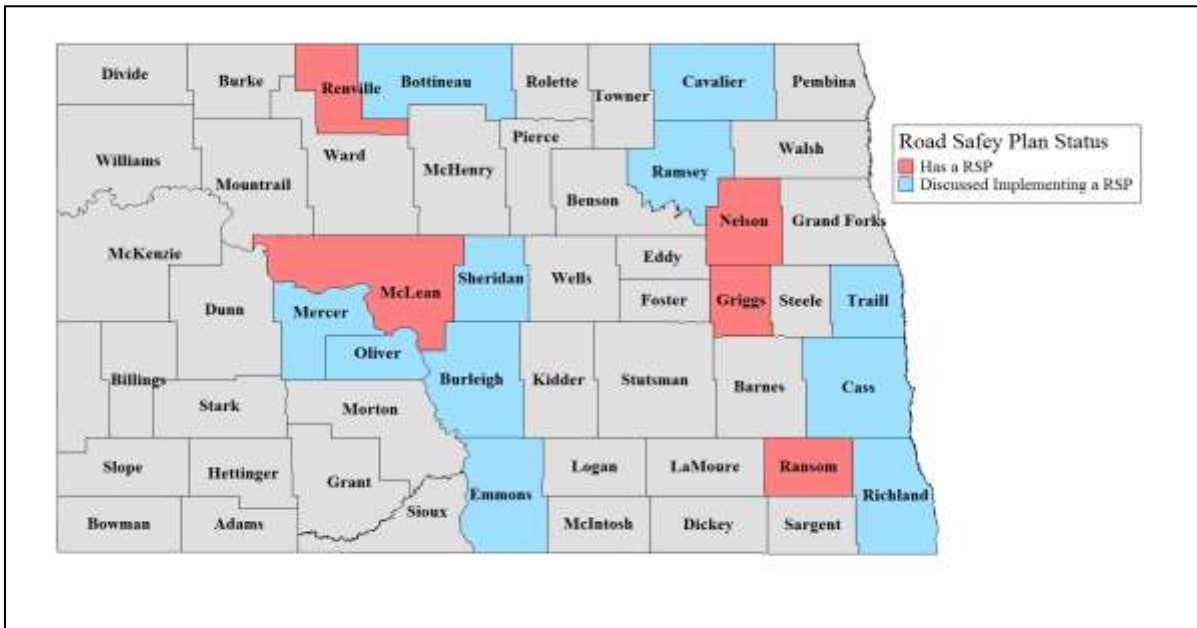 Divide
Burke
Renville
Bottineau
Rolette
Towner
Cavalier
Pembina
Williams
Mountrail
Ward
McHenry
Pierce
Benson
Ramsey
Walsh
Road Safey Plan Status
Has a RSP
Discussed Implementing a RSP
McKenzie
Nelson
Grand Forks
Dunn
McLean
Sheridan
Wells
Eddy
Foster
Griggs
Steele
Traill
Mercer
Oliver
Billings
Stark
Morton
Burleigh
Kidder
Stutsman
Barnes
Cass
Slope
Hettinger
Grant
Emmons
Logan
LaMoure
Ransom
Richland
Bowman
Adams
Sioux
McIntosh
Dickey
Sargent